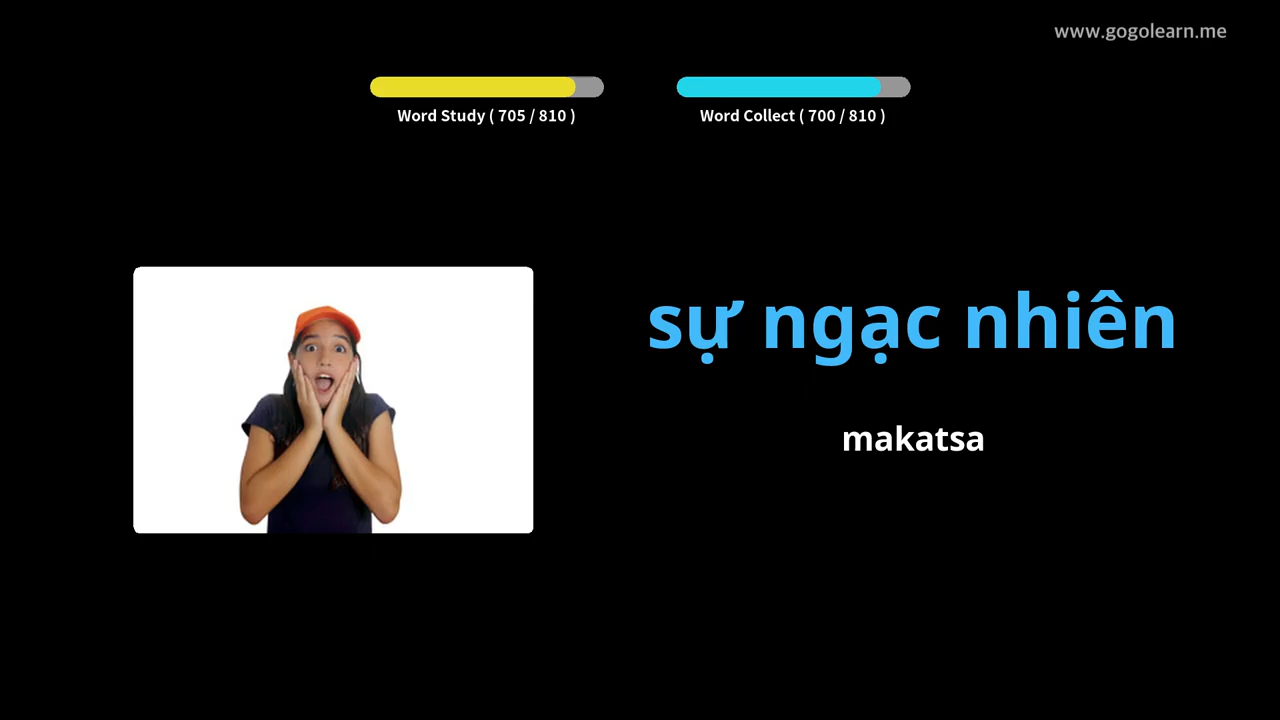 www.gogolearn.me
Word Study ( 705 / 810 )
Word Collect ( 700 / 810 )
sự ngạc nhiên
makatsa